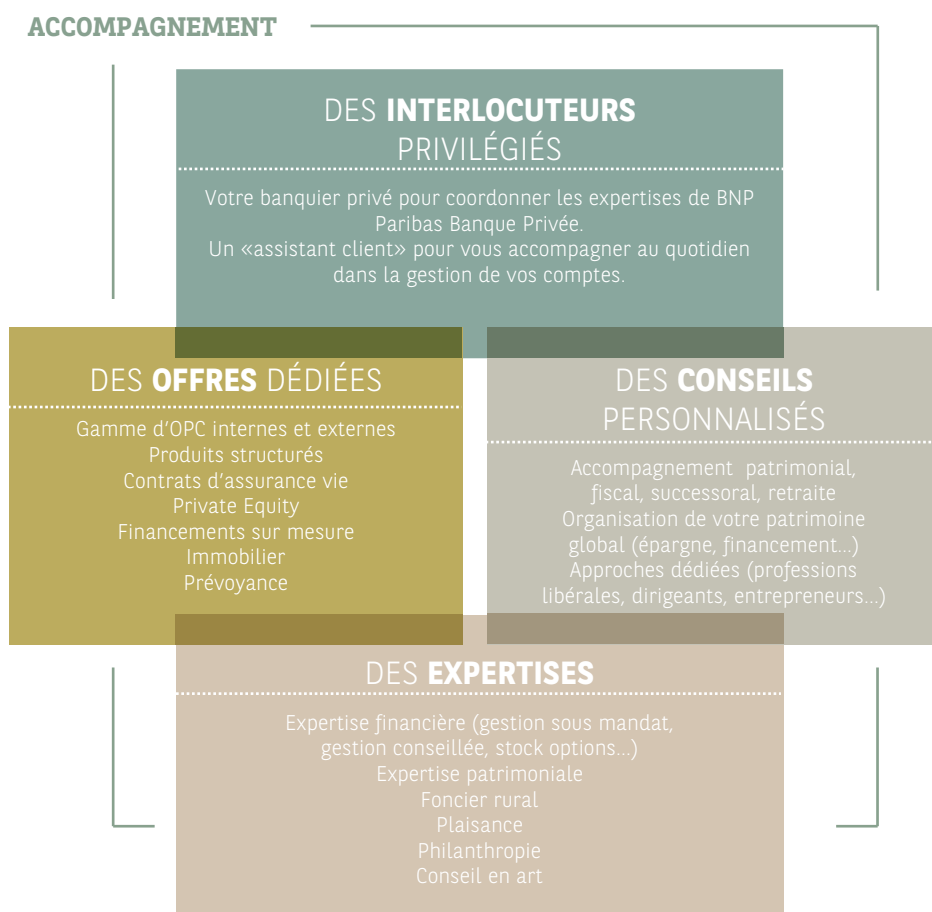 ACCOMPAGNEMENT
DES INTERLOCUTEURS
PRIVILÉGIÉS
Votre banquier privé pour coordonner les expertises de BNP
Paribas Banque Privée.
Un «assistant client» pour vous accompagner au quotidien
dans la gestion de vos comptes.
DES OFFRES DÉDIÉES
Gamme d'OPC internes et externes
Produits structurés
Contrats d'assurance vie
Private Equity
Financements sur mesure
Immobilier
Prévoyance
DES CONSEILS
PERSONNALISÉS
Accompagnement patrimonial,
fiscal, successoral, retraite
Organisation de votre patrimoine
global (épargne, financement...)
Approches dédiées (professions
libérales, dirigeants, entrepreneurs...)
DES EXPERTISES
Expertise financière (gestion sous mandat,
gestion conseillée, stock options...)
Expertise patrimoniale
Foncier rural
Plaisance
Philanthropie
Conseil en art